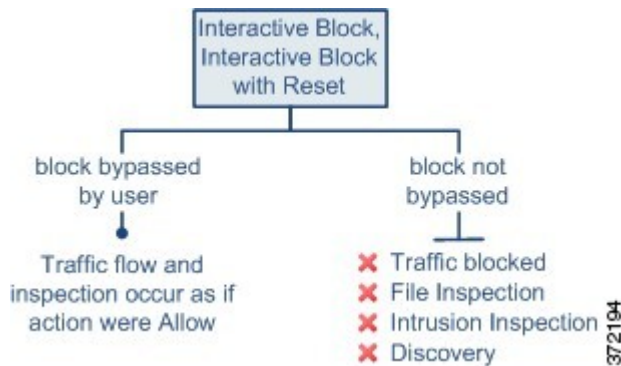 Interactive Block,
Interactive Block
with Reset
block bypassed
by user
Traffic flow and
inspection occur as if
action were Allow
block not
bypassed
Traffic blocked
File Inspection
Intrusion Inspection
Discovery
372194